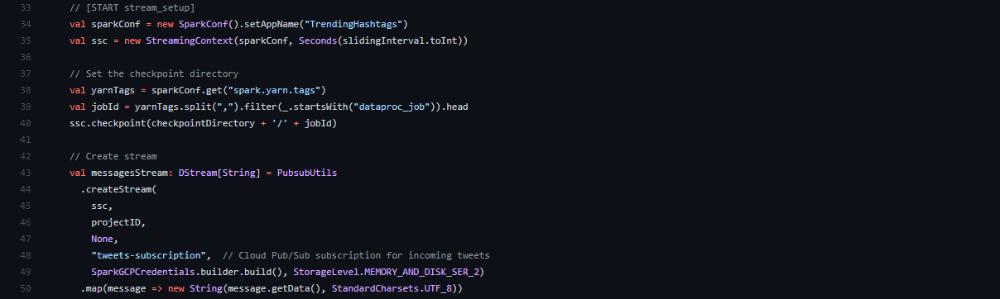 33 // [START stream_setup]
34 val sparkConf = new SparkConf().setAppName("TrendingHashtags")
35 val ssc = new StreamingContext(sparkConf, Seconds(slidingInterval.toInt))
36
37 // Set the checkpoint directory
38 val yarnTags = sparkConf.get("spark.yarn.tags")
39 val jobId = yarnTags.split(",").filter(_.startsWith("dataproc_job")).head
40 ssc.checkpoint(checkpointDirectory + '/' + jobId)
41
42 // Create stream
43 val messagesStream: DStream[String] = PubsubUtils
44 .createStream(
45 ssc,
46 projectID,
47 None,
48 "tweets-subscription", // Cloud Pub/Sub subscription for incoming tweets
49 SparkGCPCredentials.builder.build(), StorageLevel.MEMORY_AND_DISK_SER_2)
50 .map(message => new String(message.getData(), StandardCharsets.UTF_8))